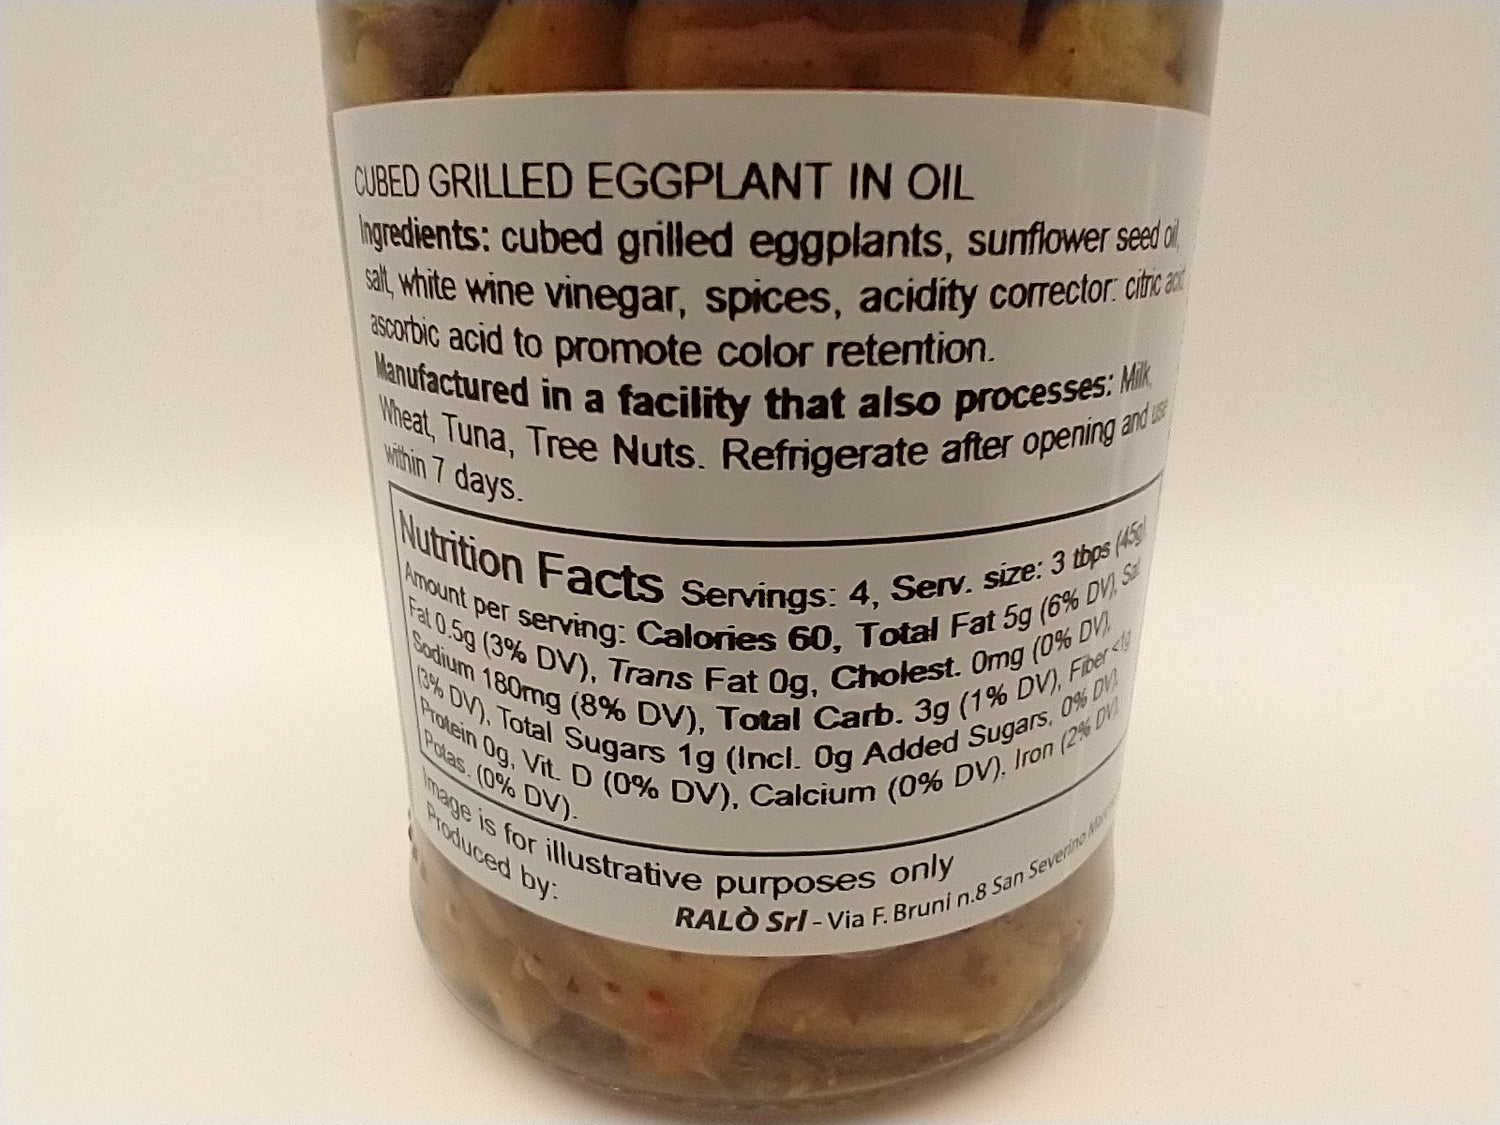 CUBED GRILLED EGGPLANT IN OIL
Ingredients: cubed grilled eggplants, sunflower seed oil,
salt, white wine vinegar, spices, acidity corrector: citric acid
ascorbic acid to promote color retention.
Manufactured in a facility that also processes: Milk,
Wheat, Tuna, Tree Nuts. Refrigerate after opening and use
within 7 days.
Nutrition Facts Servings: 4, Serv. size: 3 tbps (45g)
Amount per serving: Calories 60, Total Fat 5g (6% DV), Sat.
Fat 0.5g (3% DV), Trans Fat 0g, Cholest. 0mg (0% DV),
Sodium 180mg (8% DV), Total Carb. 3g (1% DV), Fiber <1g
(3% DV), Total Sugars 1g (Incl. 0g Added Sugars, 0% DV),
Protein 0g, Vit. D (0% DV), Calcium (0% DV), Iron (2% DV),
Potas. (0% DV).
Image is for illustrative purposes only
Produced by:
RALÒ Srl - Via F. Bruni n.8 San Severino